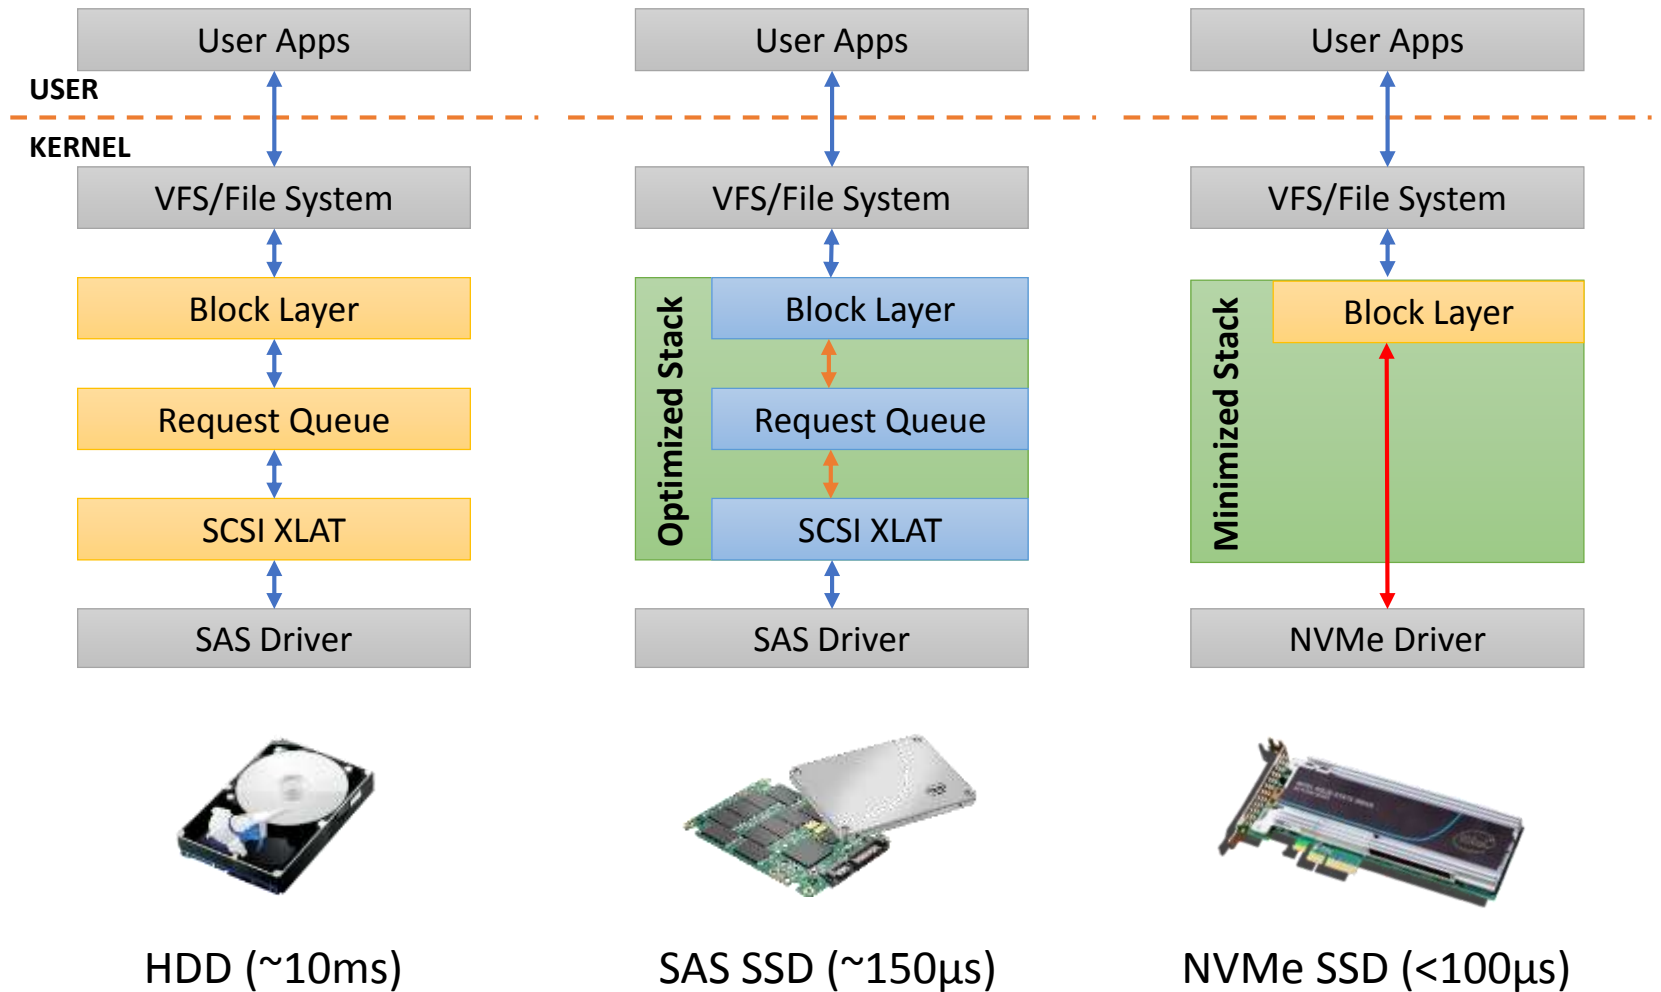 User Apps
User Apps
User Apps
USER
KERNEL
VFS/File System
VFS/File System
VFS/File System
Block Layer
Request Queue
SCSI XLAT
Optimized Stack
Block Layer
Request Queue
SCSI XLAT
Minimized Stack
Block Layer
SAS Driver
SAS Driver
NVMe Driver
HDD (~10ms)
SAS SSD (~150µs)
NVMe SSD (<100µs)